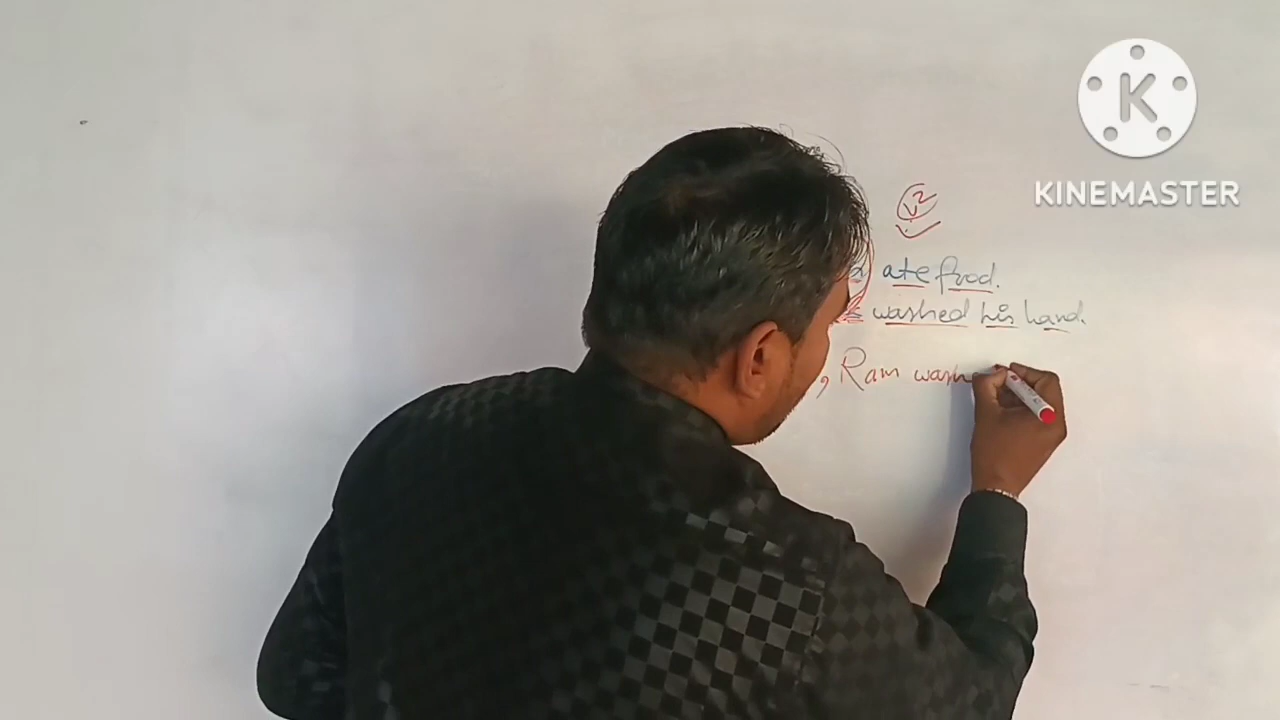 V2
ate food.
washed his hand.
, Ram wash
KINEMASTER